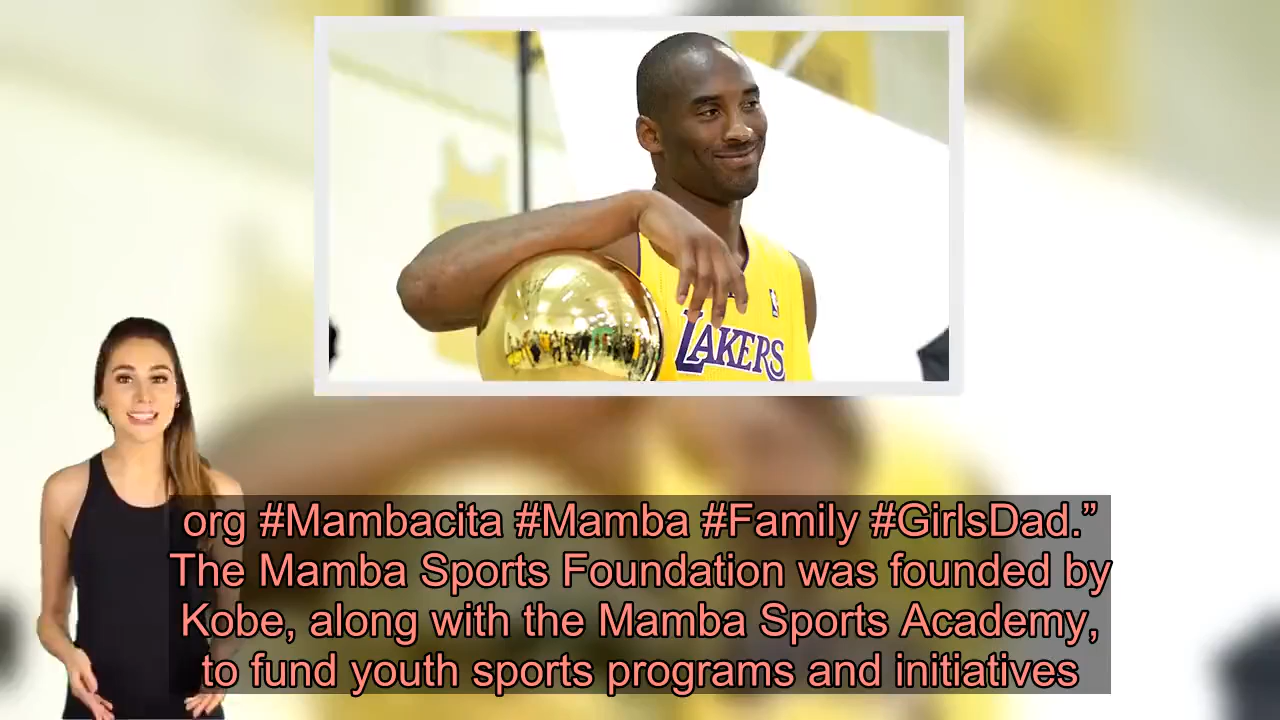 LAKERS
org #Mambacita #Mamba #Family #GirlsDad.”
The Mamba Sports Foundation was founded by
Kobe, along with the Mamba Sports Academy,
to fund youth sports programs and initiatives